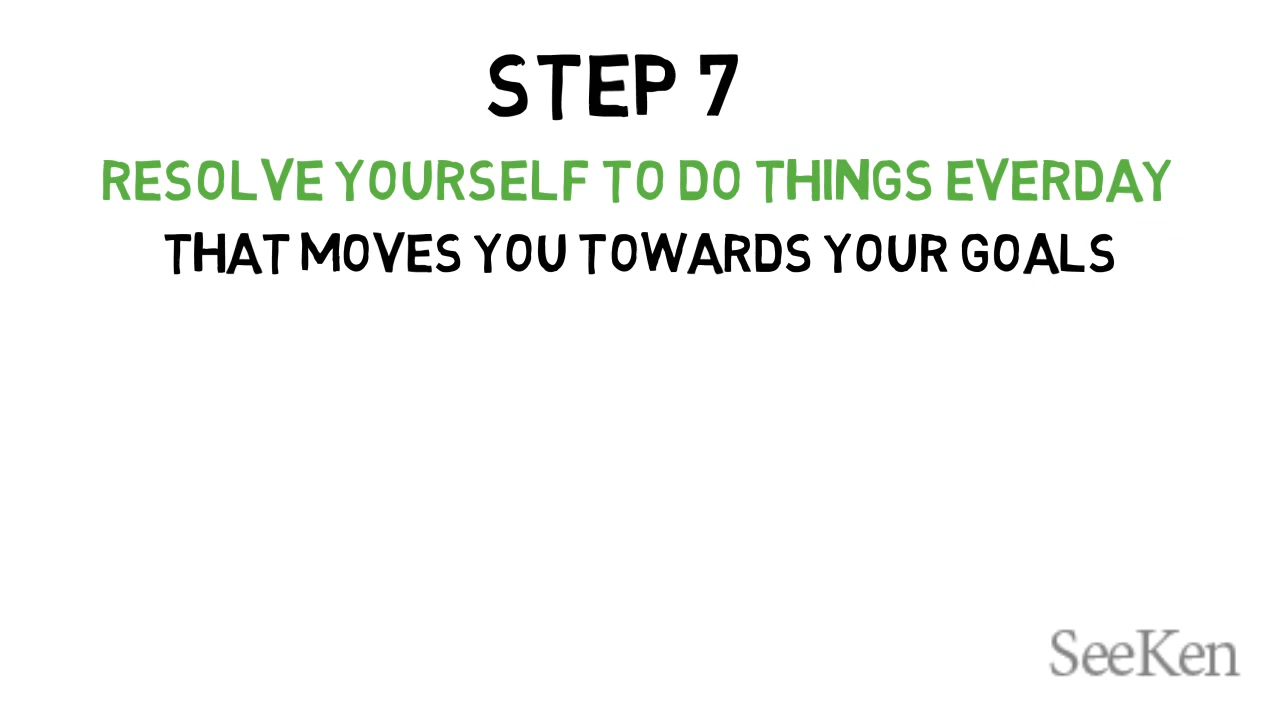 STEP 7
RESOLVE YOURSELF TO DO THINGS EVERDAY
THAT MOVES YOU TOWARDS YOUR GOALS
SeeKen